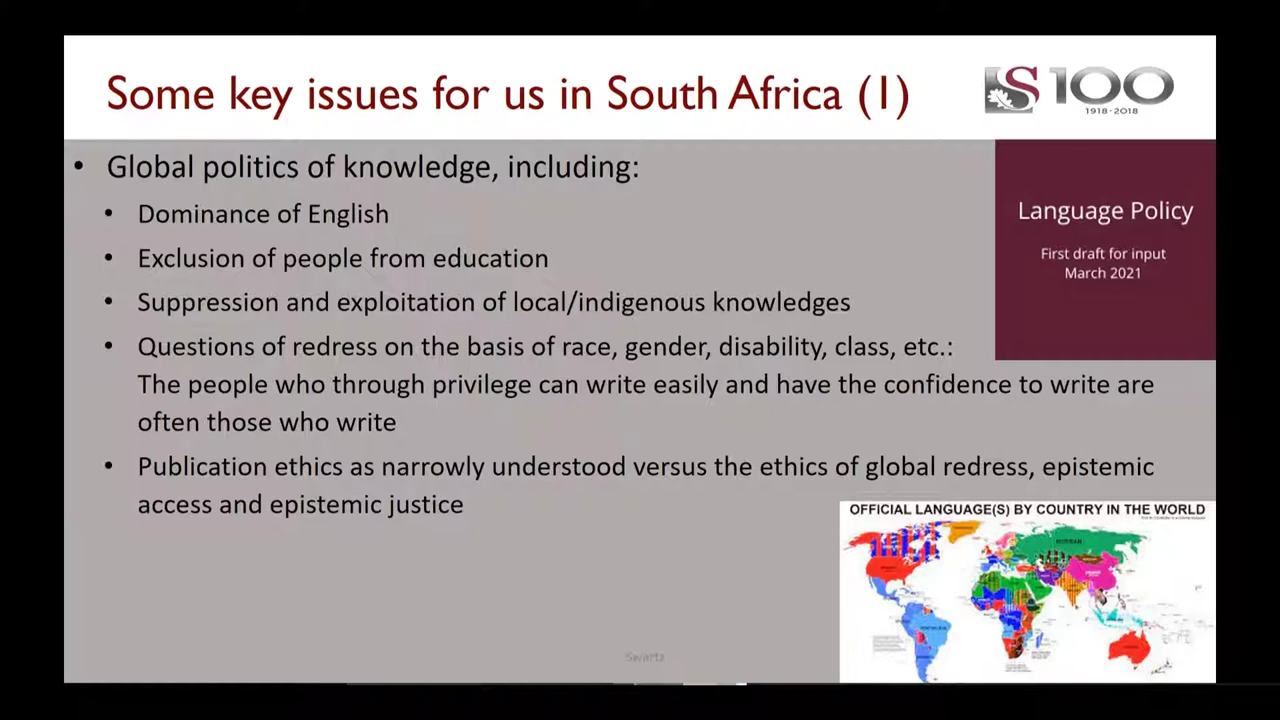 Some key issues for us in South Africa (1)
S 100
1918 - 2018
• Global politics of knowledge, including:
• Dominance of English
• Exclusion of people from education
• Suppression and exploitation of local/indigenous knowledges
• Questions of redress on the basis of race, gender, disability, class, etc.:
The people who through privilege can write easily and have the confidence to write are
often those who write
• Publication ethics as narrowly understood versus the ethics of global redress, epistemic
access and epistemic justice
Language Policy
First draft for input
March 2021
OFFICIAL LANGUAGE(S) BY COUNTRY IN THE WORLD
RUSSIAN
Swartz